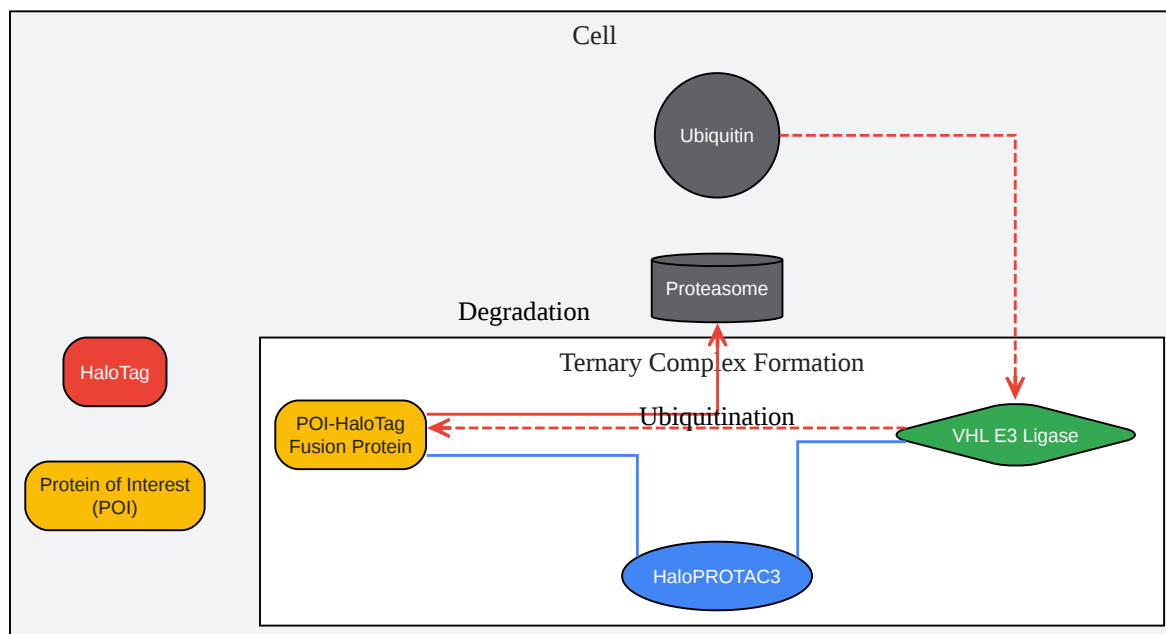 Cell
Ubiquitin
Proteasome
Degradation
Ternary Complex Formation
HaloTag
POI-HaloTag
Fusion Protein
Ubiquitination
VHL E3 Ligase
Protein of Interest
(POI)
HaloPROTAC3